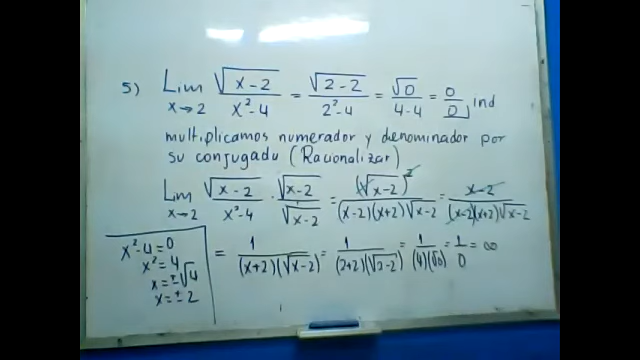 5) Lim x→2 √(x-2) / (x²-4) = √(2-2) / (2²-4) = √0 / (4-4) = 0/0 ind
multiplicamos numerador y denominador por
su conjugado (Racionalizar)
Lim x→2 √(x-2) / (x²-4) · √(x-2) / √(x-2) = (√(x-2))² / ((x-2)(x+2)√(x-2)) = x-2 / ((x-2)(x+2)√(x-2))
= 1 / ((x+2)(√(x-2))) = 1 / ((2+2)(√(2-2))) = 1 / ((4)(√0)) = 1/0 = ∞
x²-4=0
x²=4
x=±√4
x=±2